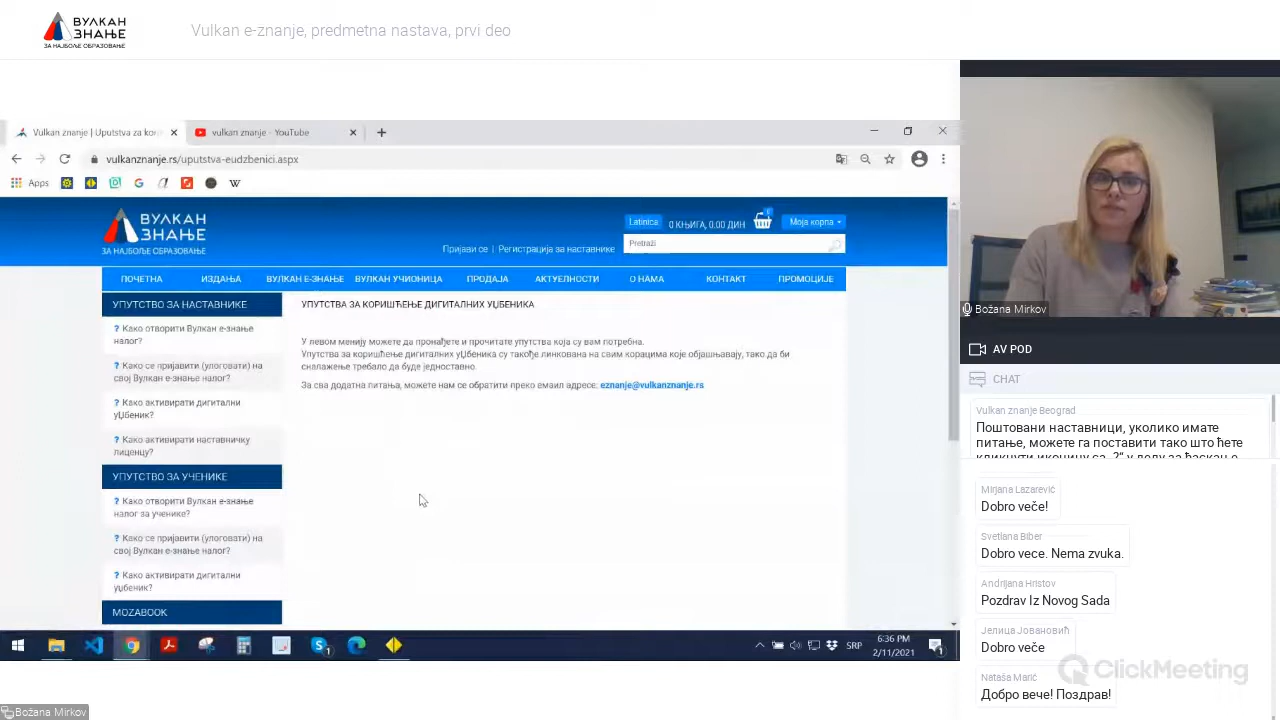 ВУЛКАН
ЗНАЊЕ
ЗА НАЈБОЉЕ ОБРАЗОВАЊЕ
Vulkan e-znanje, predmetna nastava, prvi deo
Vulkan znanje | Uputstva za kor
vulkan znanje - YouTube
vulkanznanje.rs/uputstva-eudzbenici.aspx
Apps
ВУЛКАН
ЗНАЊЕ
ЗА НАЈБОЉЕ ОБРАЗОВАЊЕ
Latinica
0 КЊИГА, 0.00 ДИН
Моја корпа
Пријави се | Регистрација за наставнике
Pretraži
ПОЧЕТНА ИЗДАЊА ВУЛКАН Е-ЗНАЊЕ ВУЛКАН УЧИОНИЦА ПРОДАЈА АКТУЕЛНОСТИ О НАМА КОНТАКТ ПРОМОЦИЈЕ
УПУТСТВО ЗА НАСТАВНИКЕ
? Како отворити Вулкан е-знање
налог?
? Како се пријавити (улоговати) на
свој Вулкан е-знање налог?
? Како активирати дигитални
уџбеник?
? Како активирати наставничку
лиценцу?
УПУТСТВО ЗА УЧЕНИКЕ
? Како отворити Вулкан е-знање
налог за ученике?
? Како се пријавити (улоговати) на
свој Вулкан е-знање налог?
? Како активирати дигитални
уџбеник?
MOZABOOK
УПУТСТВА ЗА КОРИШЋЕЊЕ ДИГИТАЛНИХ УЏБЕНИКА
У левом менију можете да пронађете и прочитате упутства која су вам потребна.
Упутства за коришћење дигиталних уџбеника су такође линкована на свим корацима које објашњавају, тако да би
сналажење требало да буде једноставно.
За сва додатна питања, можете нам се обратити преко емаил адресе: eznanje@vulkanznanje.rs
SRP
6:36 PM
2/11/2021
Božana Mirkov
Božana Mirkov
AV POD
CHAT
Vulkan znanje Beograd
Поштовани наставници, уколико имате
питање, можете га поставити тако што ћете
кликнути иконицу са „?“ у делу за ћаскање
Mirjana Lazarević
Dobro veče!
Svetlana Biber
Dobro vece. Nema zvuka.
Andrijana Hristov
Pozdrav Iz Novog Sada
Јелица Јовановић
Dobro veče
Nataša Marić
Добро вече! Поздрав!
ClickMeeting